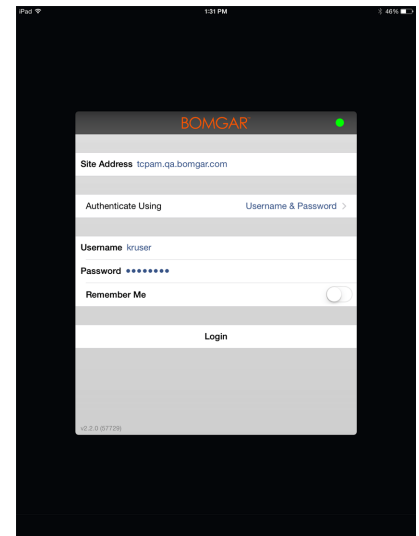 iPad 1:31 PM 46%
BOMGAR
Site Address tcpam.qa.bomgar.com
Authenticate Using Username & Password >
Username kruser
Password ●●●●●●●●
Remember Me
Login
v2.2.0 (57729)